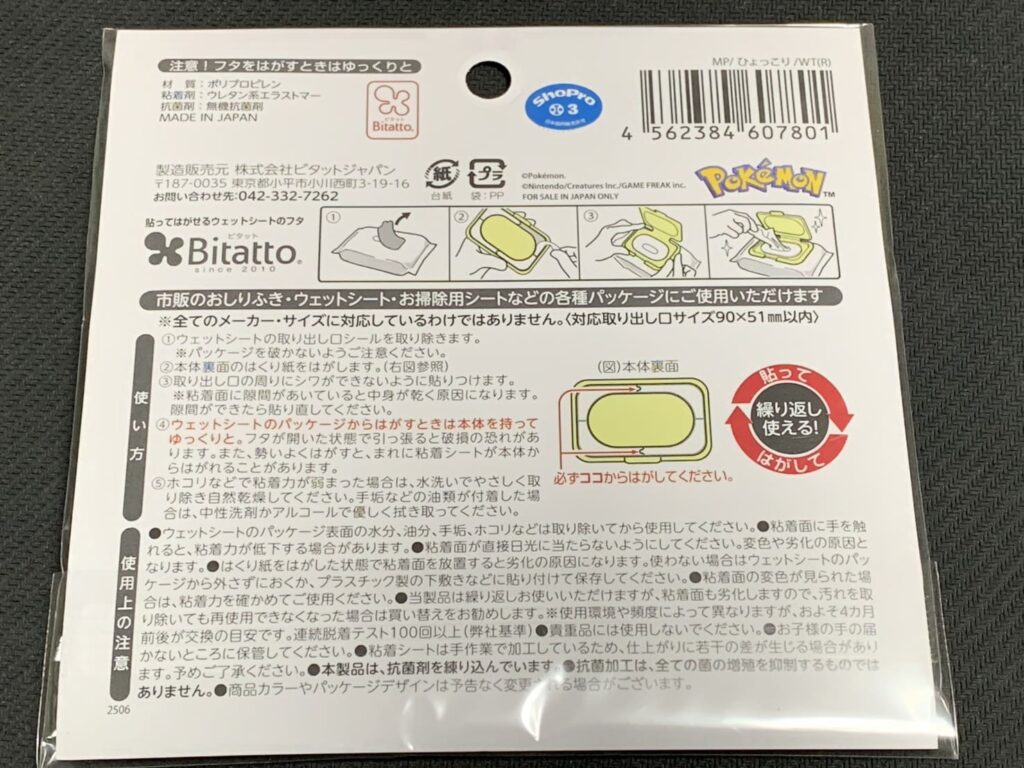 注意！フタをはがすときはゆっくりと
材 質：ポリプロピレン
粘着剤：ウレタン系エラストマー
抗菌剤：無機抗菌剤
MADE IN JAPAN
ビタット
Bitatto.
ShoPro
3
MP/ ひょっこり /WT(R)
4 562384 607801
製造販売元 株式会社ビタットジャパン
〒187-0035 東京都小平市小川西町3-19-16
お問い合わせ先:042-332-7262
紙
台紙
プラ
袋：PP
©Pokémon.
©Nintendo/Creatures Inc./GAME FREAK inc.
FOR SALE IN JAPAN ONLY
POKéMON™
貼ってはがせるウェットシートのフタ
ビタット
Bitatto®
since 2010
①
②
③
④
市販のおしりふき・ウェットシート・お掃除用シートなどの各種パッケージにご使用いただけます
※全てのメーカー・サイズに対応しているわけではありません。〈対応取り出し口サイズ90×51㎜以内〉
使い方
①ウェットシートの取り出し口シールを取り除きます。
※パッケージを破かないようご注意ください。
②本体裏面のはくり紙をはがします。(右図参照)
③取り出し口の周りにシワができないように貼りつけます。
※粘着面に隙間があいていると中身が乾く原因になります。
隙間ができたら貼り直してください。
④ウェットシートのパッケージからはがすときは本体を持って
ゆっくりと。フタが開いた状態で引っ張ると破損の恐れがあ
ります。また、勢いよくはがすと、まれに粘着シートが本体か
らはがれることがあります。
⑤ホコリなどで粘着力が弱まった場合は、水洗いでやさしく取
り除き自然乾燥してください。手垢などの油類が付着した場合
は、中性洗剤かアルコールで優しく拭き取ってください。
(図)本体裏面
必ずココからはがしてください。
貼って
繰り返し
使える!
はがして
使用上の注意
●ウェットシートのパッケージ表面の水分、油分、手垢、ホコリなどは取り除いてから使用してください。●粘着面に手を触
れると、粘着力が低下する場合があります。●粘着面が直接日光に当たらないようにしてください。変色や劣化の原因と
なります。●はくり紙をはがした状態で粘着面を放置すると劣化の原因になります。使わない場合はウェットシートのパッ
ケージから外さずにおくか、プラスチック製の下敷きなどに貼り付けて保存してください。●粘着面の変色が見られた場
合は、粘着力を確かめてご使用ください。●当製品は繰り返しお使いいただけますが、粘着面も劣化しますので、汚れを取
り除いても再使用できなくなった場合は買い替えをお勧めします。※使用環境や頻度によって異なりますが、およそ4カ月
前後が交換の目安です。連続脱着テスト100回以上(弊社基準)●貴重品には使用しないでください。●お子様の手の届
かないところに保管してください。●粘着シートは手作業で加工しているため、仕上がりに若干の差が生じる場合があり
ます。予めご了承ください。●本製品は、抗菌剤を練り込んでいます。●抗菌加工は、全ての菌の増殖を抑制するものでは
ありません。●商品カラーやパッケージデザインは予告なく変更される場合がございます。
2506